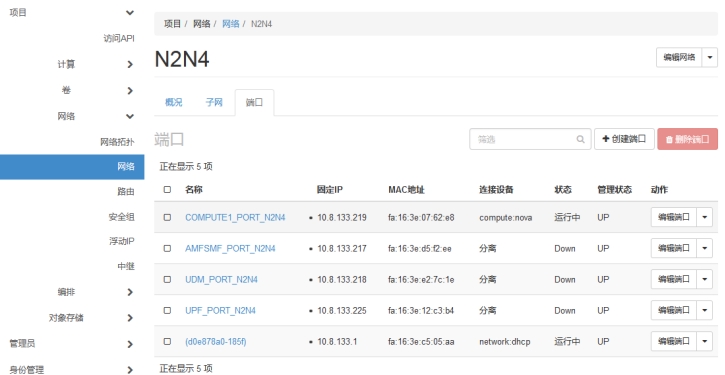 项目
访问API
计算
卷
网络
网络拓扑
网络
路由
安全组
浮动IP
中继
编排
对象存储
管理员
身份管理
项目 / 网络 / 网络 / N2N4
N2N4
编辑网络
概况 子网 端口
端口
筛选
+创建端口
删除端口
正在显示 5 项
名称 固定IP MAC地址 连接设备 状态 管理状态 动作
COMPUTE1_PORT_N2N4 • 10.8.133.219 fa:16:3e:07:62:e8 compute:nova 运行中 UP 编辑端口
AMFSMF_PORT_N2N4 • 10.8.133.217 fa:16:3e:d5:f2:ee 分离 Down UP 编辑端口
UDM_PORT_N2N4 • 10.8.133.218 fa:16:3e:e2:7c:1e 分离 Down UP 编辑端口
UPF_PORT_N2N4 • 10.8.133.225 fa:16:3e:12:c3:b4 分离 Down UP 编辑端口
(d0e878a0-185f) • 10.8.133.1 fa:16:3e:c5:05:aa network:dhcp 运行中 UP 编辑端口
正在显示 5 项